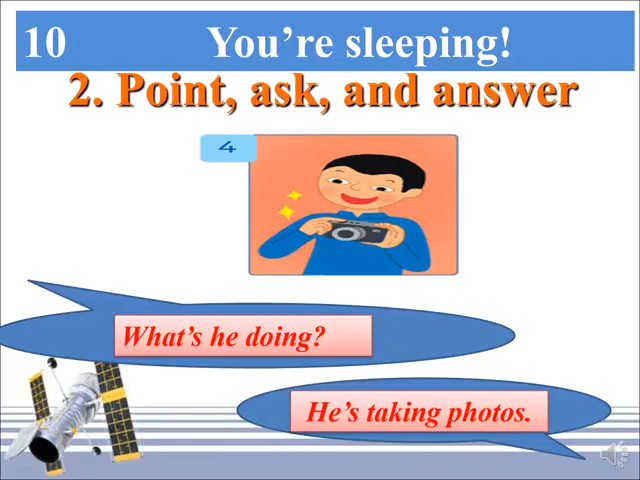 10 You're sleeping!
2. Point, ask, and answer
4
What's he doing?
He's taking photos.